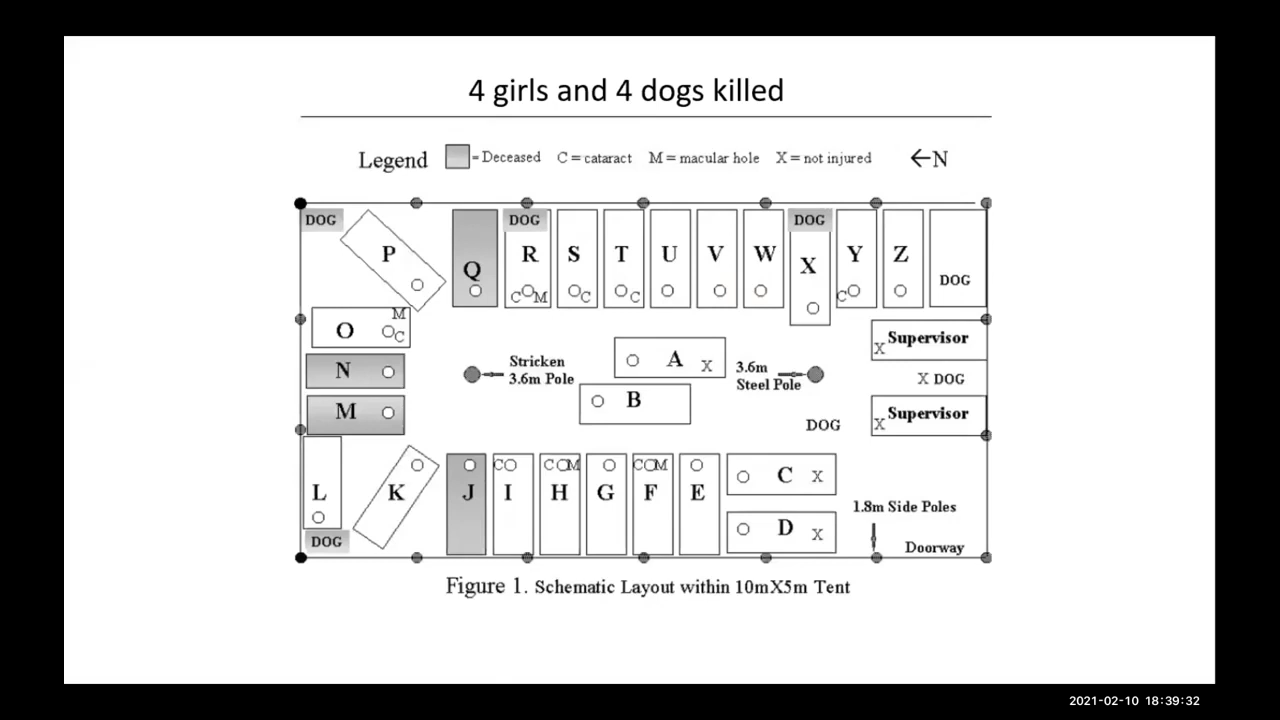 4 girls and 4 dogs killed
Legend = Deceased C = cataract M = macular hole X = not injured ←N
DOG DOG DOG
P Q R S T U V W X Y Z DOG
C M C C C
M
O C
Supervisor
X
A X
Stricken
3.6m Pole
3.6m
Steel Pole
N
X DOG
B
M
Supervisor
X
DOG
C C M C M
L K J I H G F E
C X
D X
1.8m Side Poles
DOG
Doorway
Figure 1. Schematic Layout within 10mX5m Tent
2021-02-10 18:39:32